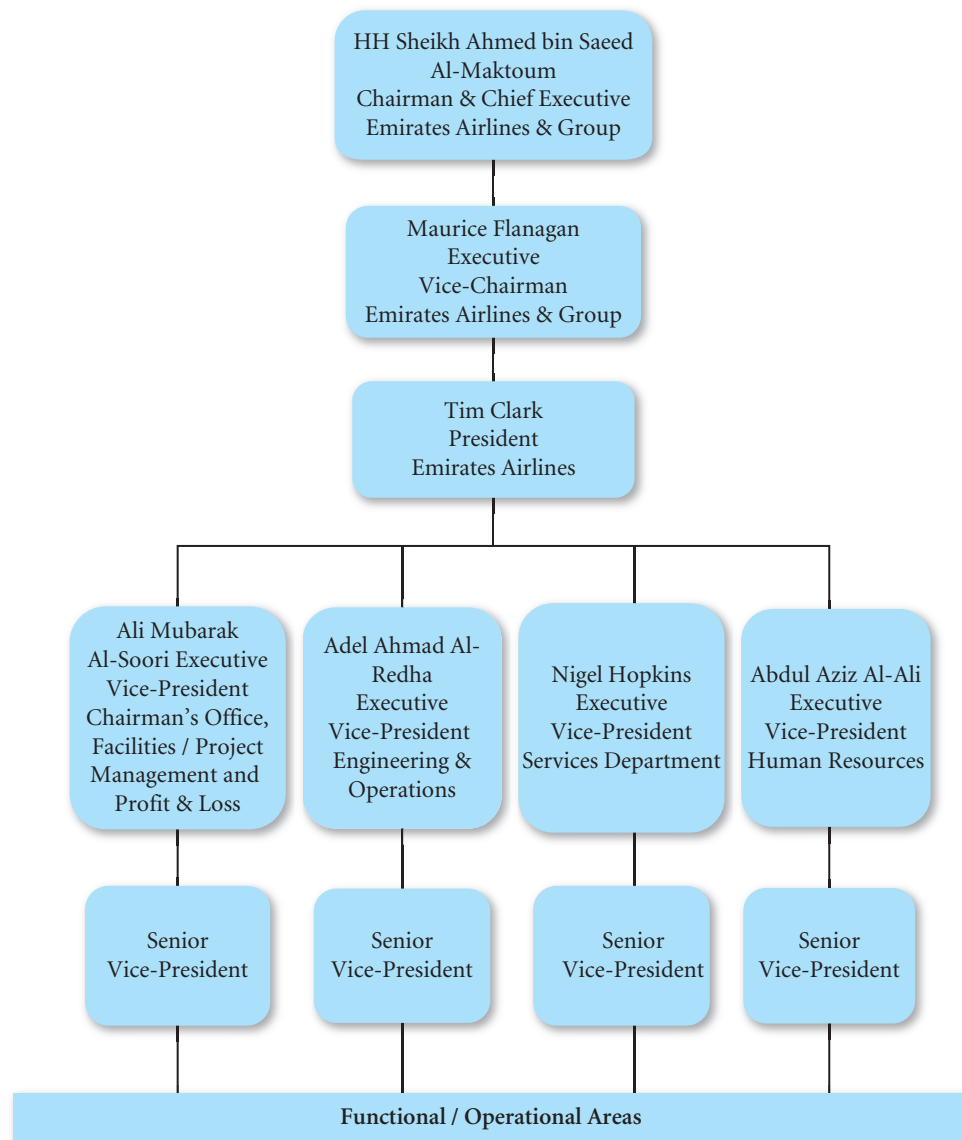 HH Sheikh Ahmed bin Saeed
Al-Maktoum
Chairman & Chief Executive
Emirates Airlines & Group
Maurice Flanagan
Executive
Vice-Chairman
Emirates Airlines & Group
Tim Clark
President
Emirates Airlines
Ali Mubarak
Al-Soori Executive
Vice-President
Chairman’s Office,
Facilities / Project
Management and
Profit & Loss
Adel Ahmad Al-
Redha
Executive
Vice-President
Engineering &
Operations
Nigel Hopkins
Executive
Vice-President
Services Department
Abdul Aziz Al-Ali
Executive
Vice-President
Human Resources
Senior
Vice-President
Senior
Vice-President
Senior
Vice-President
Senior
Vice-President
Functional / Operational Areas